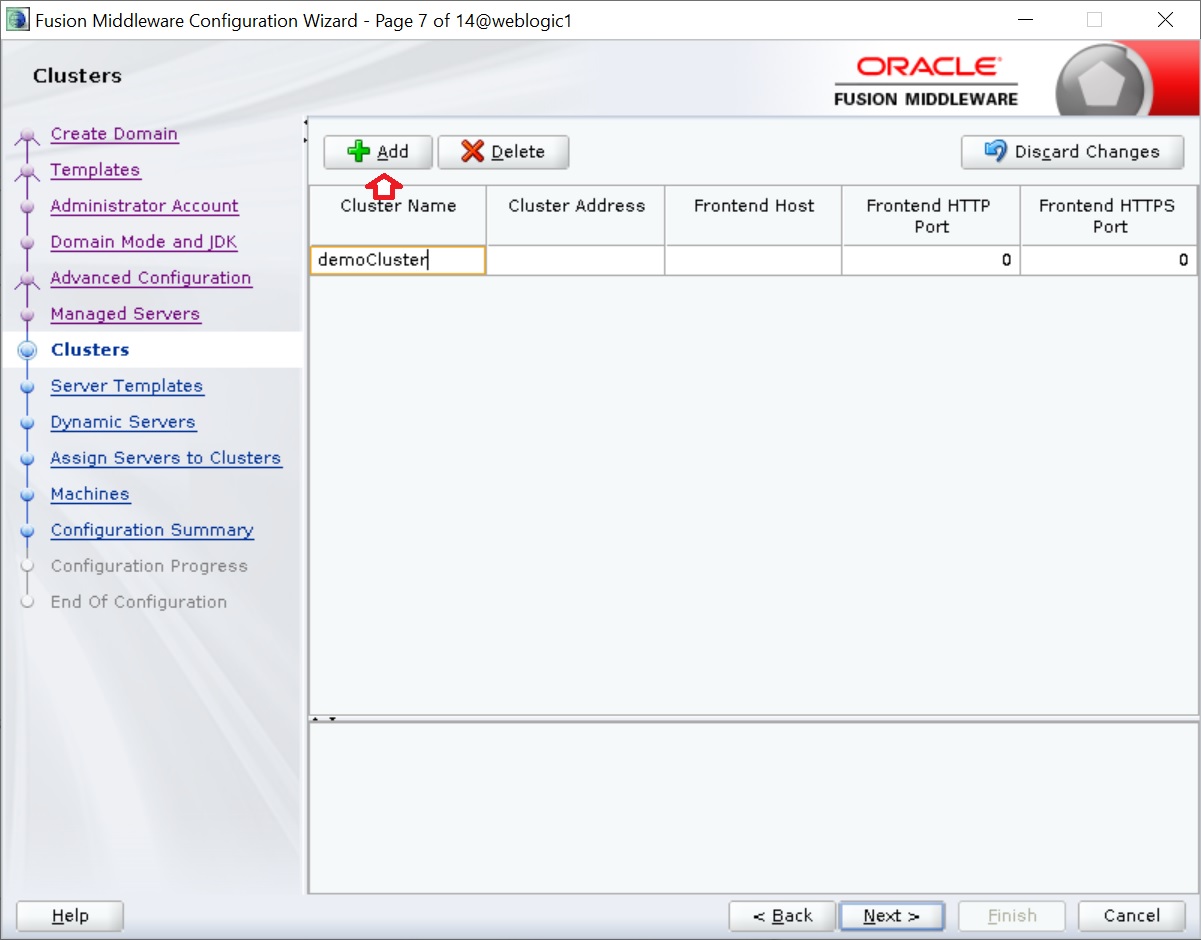 Fusion Middleware Configuration Wizard - Page 7 of 14@weblogic1
Clusters
ORACLE
FUSION MIDDLEWARE
Create Domain
Templates
Administrator Account
Domain Mode and JDK
Advanced Configuration
Managed Servers
Clusters
Server Templates
Dynamic Servers
Assign Servers to Clusters
Machines
Configuration Summary
Configuration Progress
End Of Configuration
Add Delete Discard Changes
Cluster Name Cluster Address Frontend Host Frontend HTTP Frontend HTTPS
Port Port
demoCluster 0 0
Help < Back Next > Finish Cancel